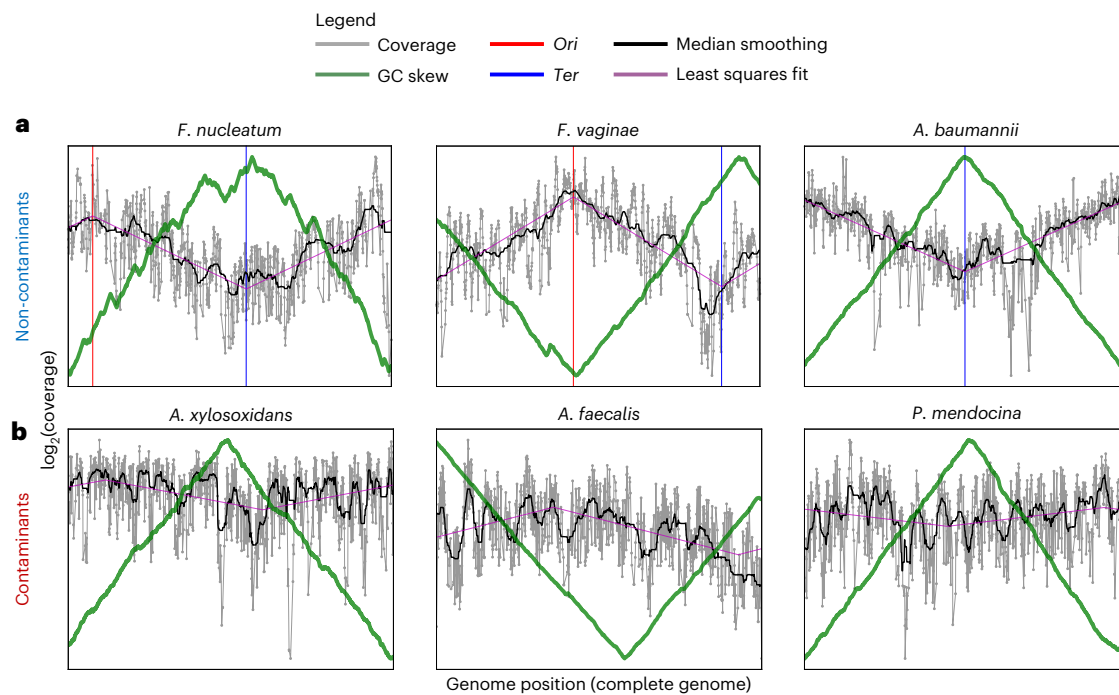 Legend
Coverage
Ori
Median smoothing
GC skew
Ter
Least squares fit
a
F. nucleatum
F. vaginae
A. baumannii
Non-contaminants
b
A. xylosoxidans
A. faecalis
P. mendocina
Contaminants
log₂(coverage)
Genome position (complete genome)